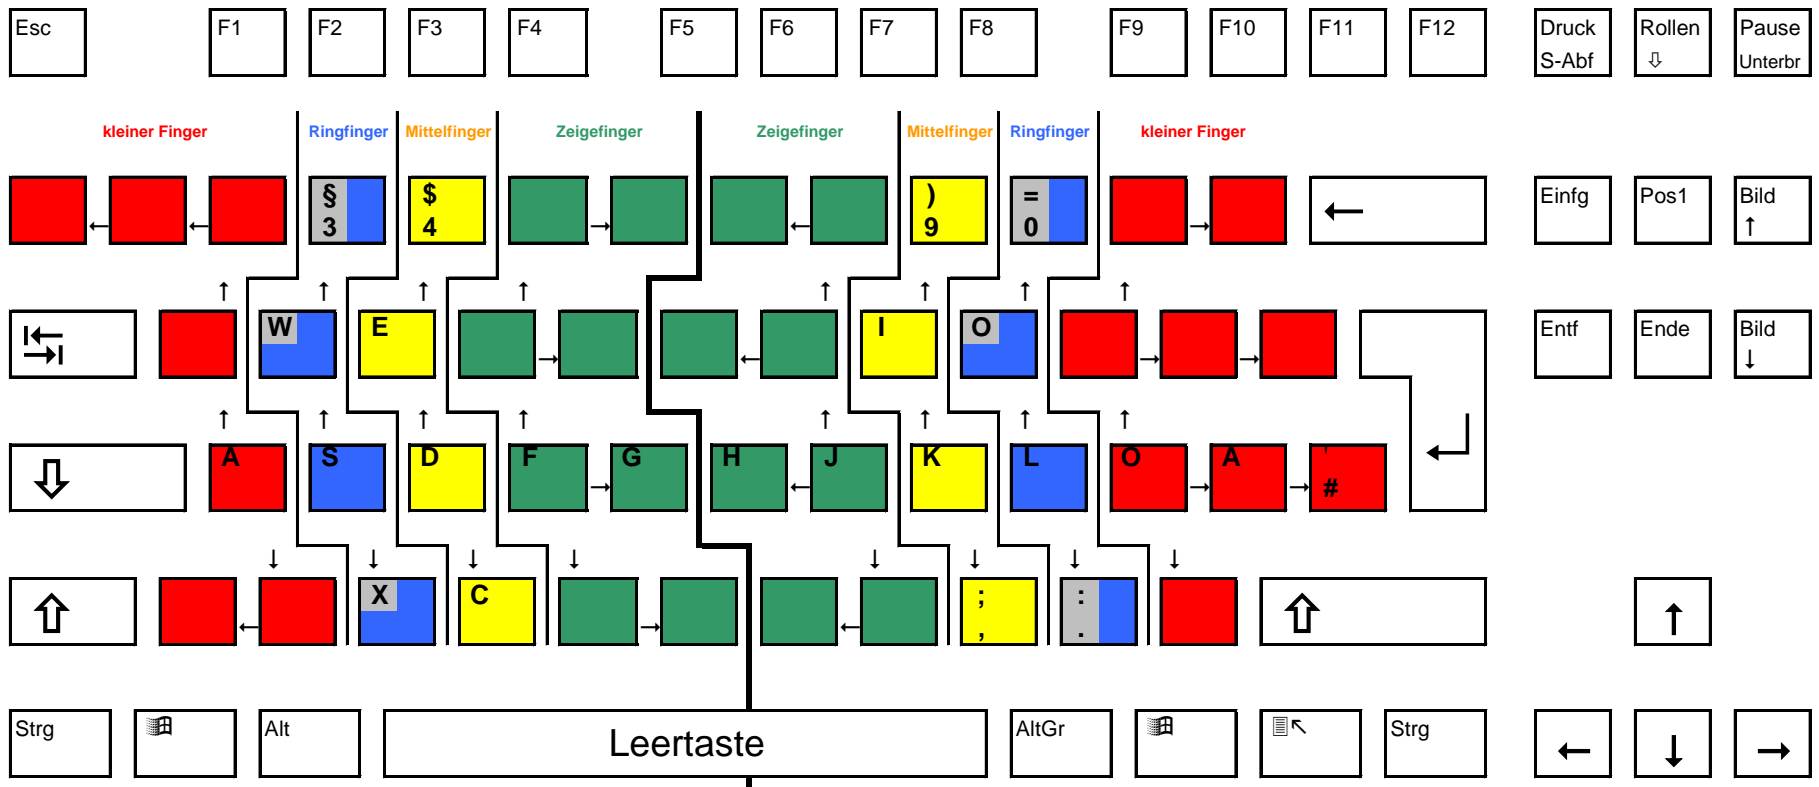 Esc F1 F2 F3 F4 F5 F6 F7 F8 F9 F10 F11 F12 Druck Rollen Pause
S-Abf ⇩ Unterbr
kleiner Finger Ringfinger Mittelfinger Zeigefinger Zeigefinger Mittelfinger Ringfinger kleiner Finger
§ $ ) = Einfg Pos1 Bild
3 4 9 0 ← ↑
W E I O Entf Ende Bild
↓
A S D F G H J K L O A '
#
X C ; :
, .
Strg Alt Leertaste AltGr Strg